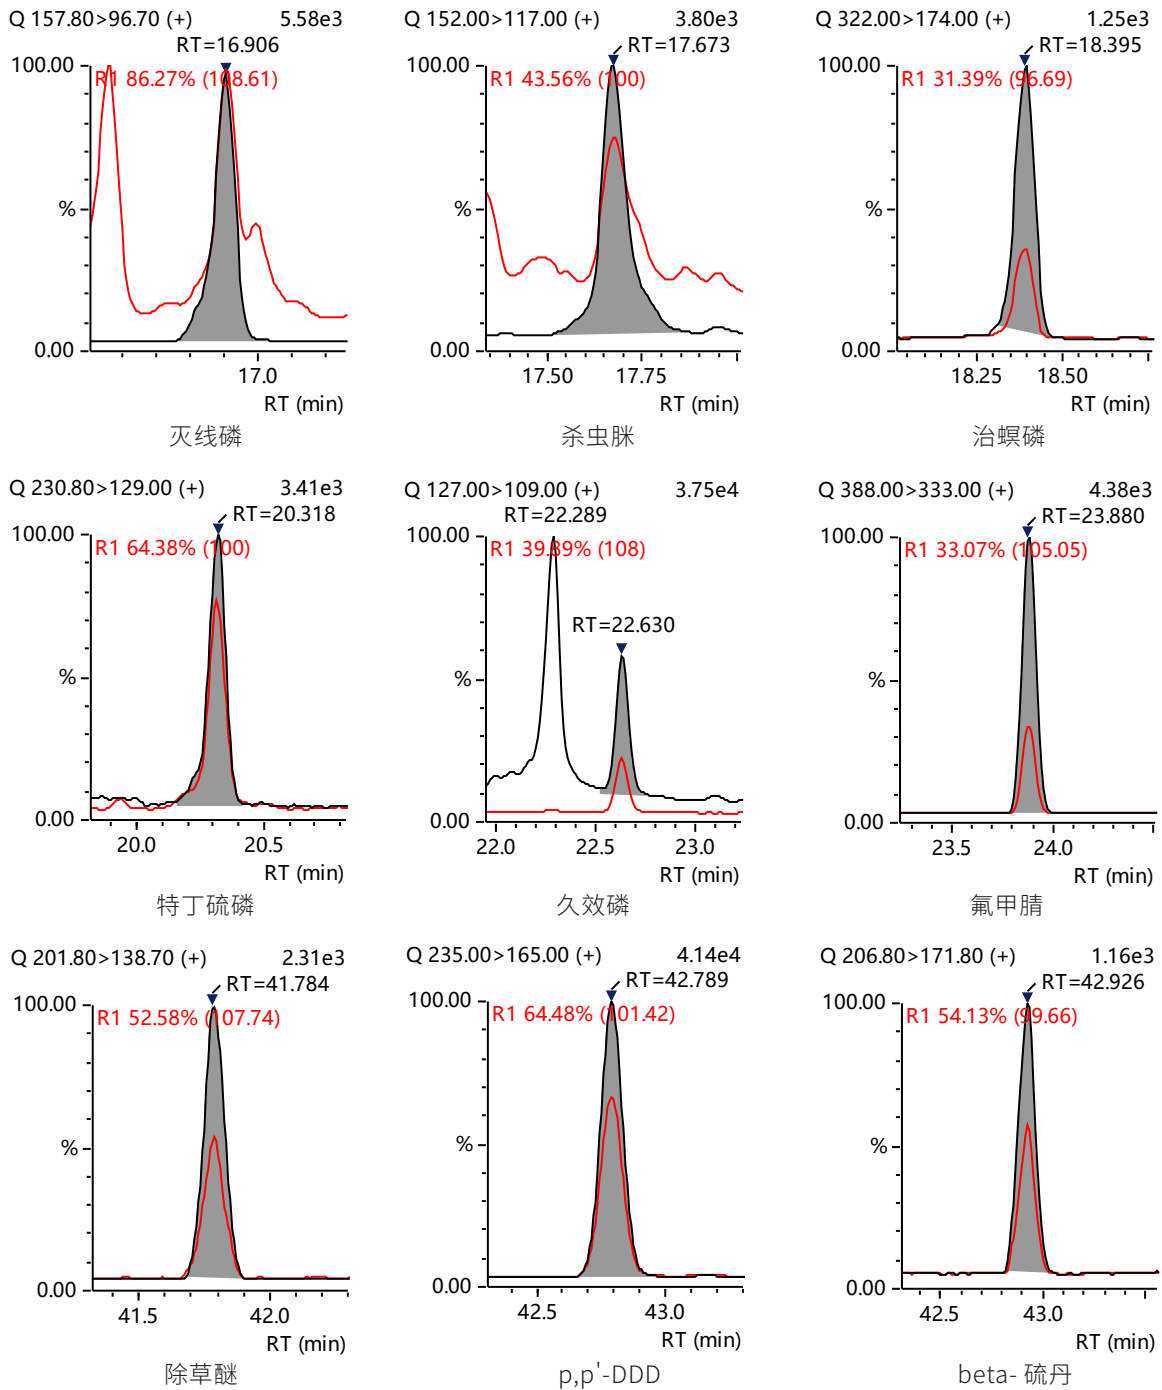 Q 157.80>96.70 (+) 5.58e3
RT=16.906
100.00
R1 86.27% (108.61)
%
0.00
17.0
RT (min)
灭线磷
Q 152.00>117.00 (+) 3.80e3
RT=17.673
100.00
R1 43.56% (100)
%
0.00
17.50 17.75
RT (min)
杀虫脒
Q 322.00>174.00 (+) 1.25e3
RT=18.395
100.00
R1 31.39% (96.69)
%
0.00
18.25 18.50
RT (min)
治螟磷
Q 230.80>129.00 (+) 3.41e3
RT=20.318
100.00
R1 64.38% (100)
%
0.00
20.0 20.5
RT (min)
特丁硫磷
Q 127.00>109.00 (+) 3.75e4
RT=22.289
100.00
R1 39.89% (108)
RT=22.630
%
0.00
22.0 22.5 23.0
RT (min)
久效磷
Q 388.00>333.00 (+) 4.38e3
RT=23.880
100.00
R1 33.07% (105.05)
%
0.00
23.5 24.0
RT (min)
氟甲腈
Q 201.80>138.70 (+) 2.31e3
RT=41.784
100.00
R1 52.58% (107.74)
%
0.00
41.5 42.0
RT (min)
除草醚
Q 235.00>165.00 (+) 4.14e4
RT=42.789
100.00
R1 64.48% (101.42)
%
0.00
42.5 43.0
RT (min)
p,p'-DDD
Q 206.80>171.80 (+) 1.16e3
RT=42.926
100.00
R1 54.13% (99.66)
%
0.00
42.5 43.0
RT (min)
beta- 硫丹